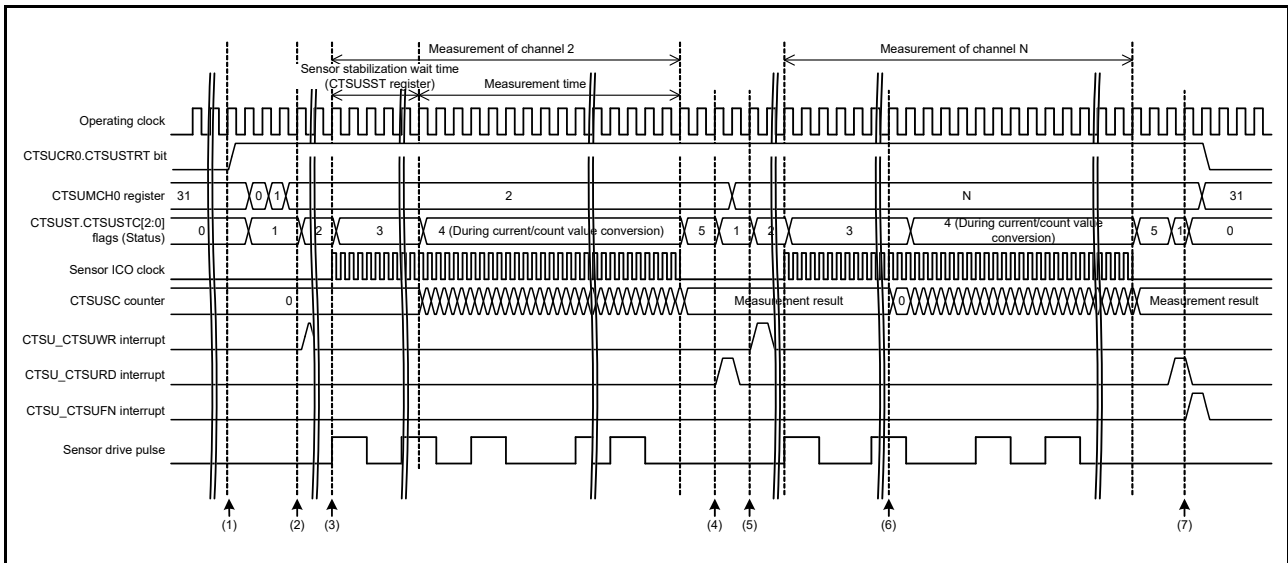 Measurement of channel 2
Measurement of channel N
Sensor stabilization wait time
(CTSUSST register)
Measurement time
Operating clock
CTSUCR0.CTSUSTRT bit
CTSUMCH0 register
31
0
1
2
N
31
CTSUST.CTSUSTC[2:0]
flags (Status)
0
1
2
3
4 (During current/count value conversion)
5
1
2
3
4 (During current/count value
conversion)
5
1
0
Sensor ICO clock
CTSUSC counter
0
Measurement result
0
Measurement result
CTSU_CTSUWR interrupt
CTSU_CTSURD interrupt
CTSU_CTSUFN interrupt
Sensor drive pulse
(1)
(2)
(3)
(4)
(5)
(6)
(7)